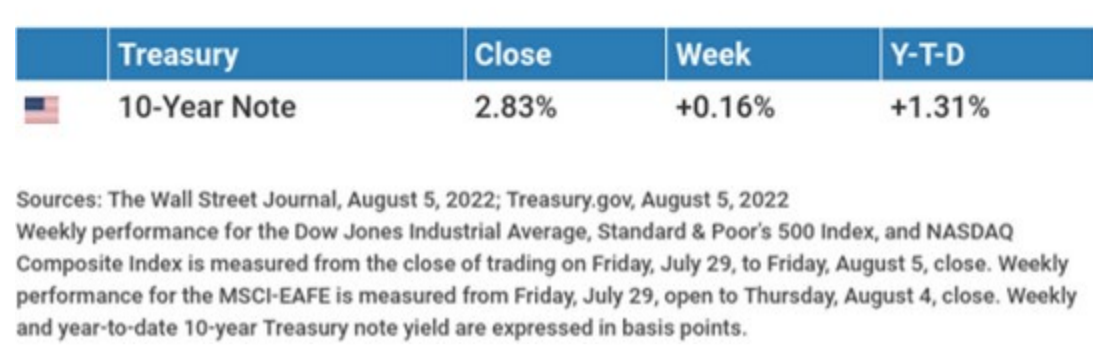 Treasury Close Week Y-T-D
10-Year Note 2.83% +0.16% +1.31%
Sources: The Wall Street Journal, August 5, 2022; Treasury.gov, August 5, 2022
Weekly performance for the Dow Jones Industrial Average, Standard & Poor's 500 Index, and NASDAQ
Composite Index is measured from the close of trading on Friday, July 29, to Friday, August 5, close. Weekly
performance for the MSCI-EAFE is measured from Friday, July 29, open to Thursday, August 4, close. Weekly
and year-to-date 10-year Treasury note yield are expressed in basis points.